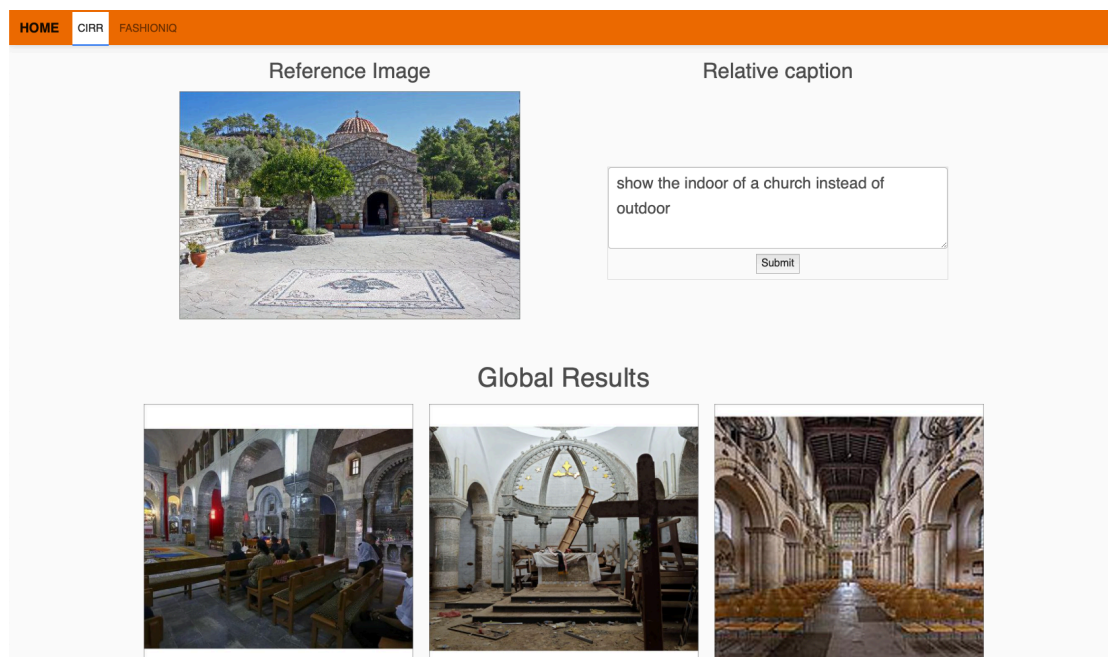 HOME CIRR FASHIONIQ
Reference Image
Relative caption
show the indoor of a church instead of
outdoor
Submit
Global Results